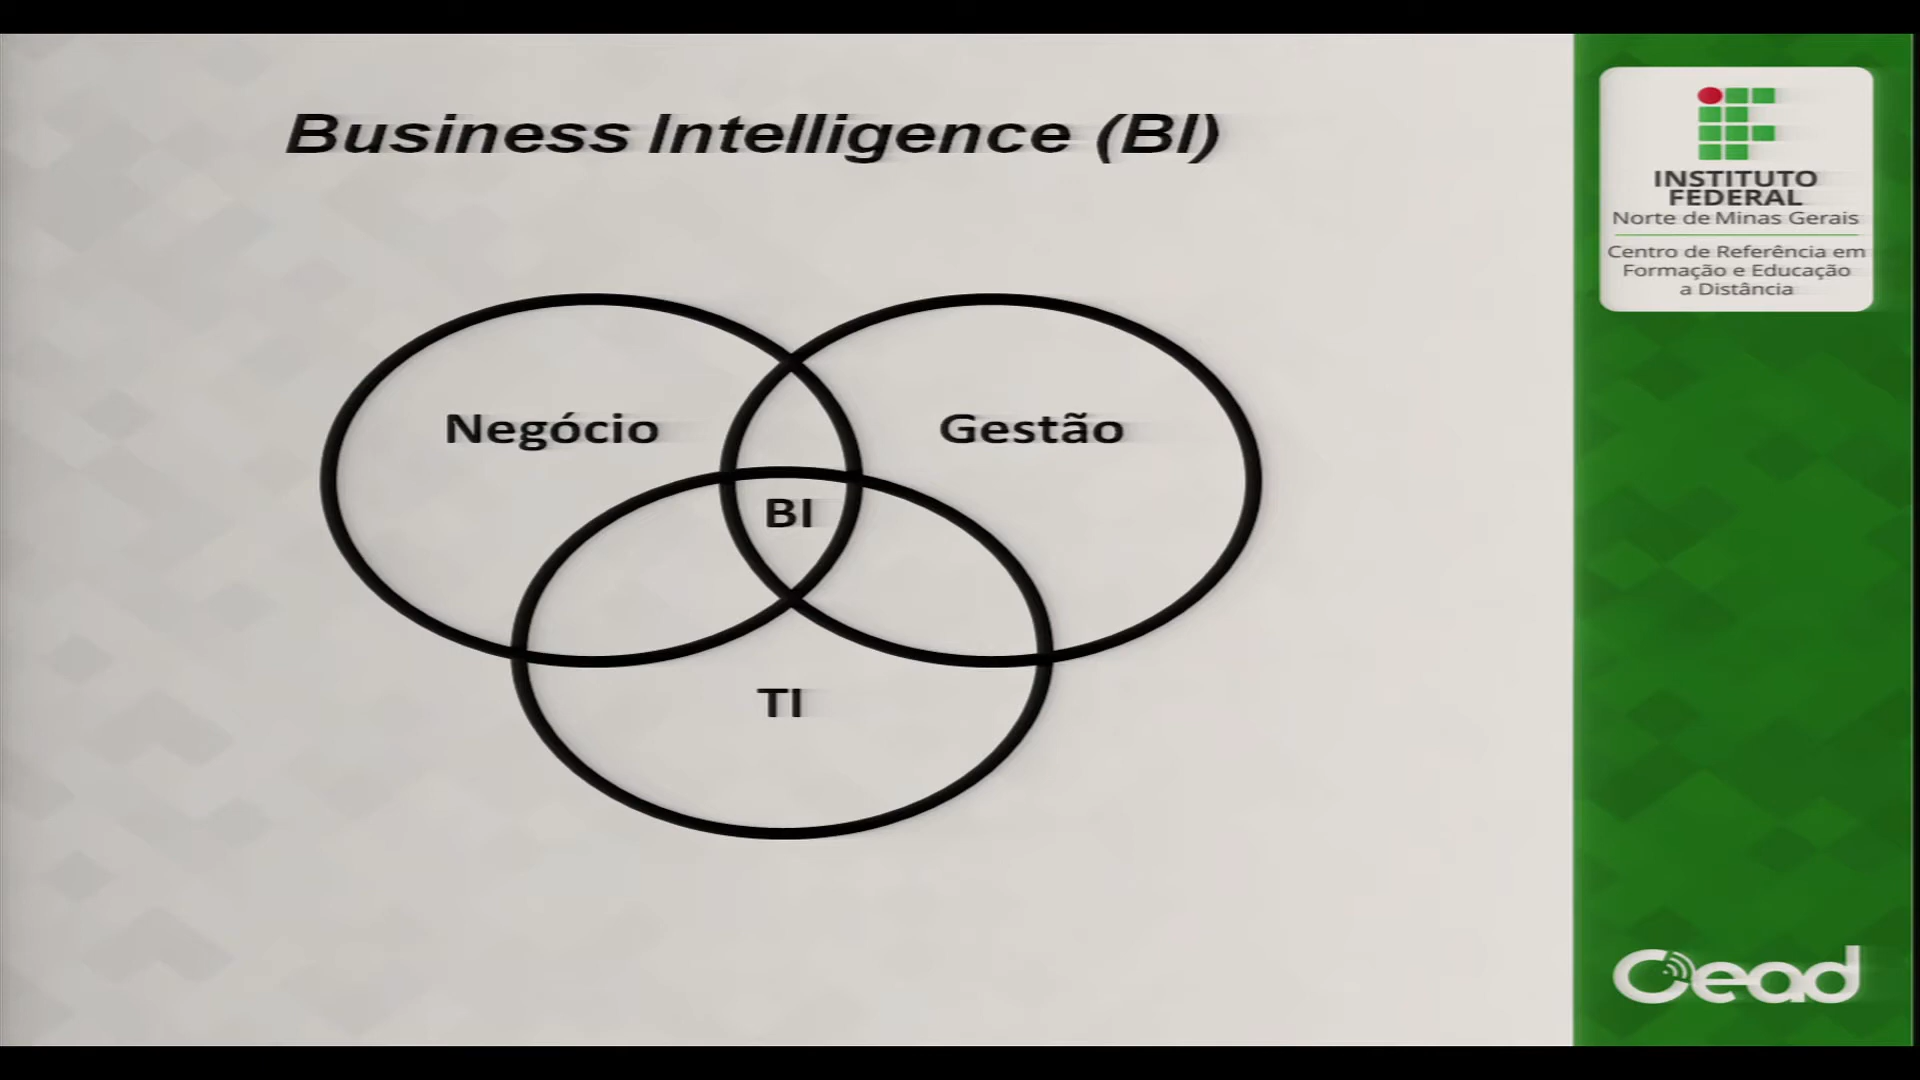 Business Intelligence (BI)
Negócio
Gestão
BI
TI
INSTITUTO
FEDERAL
Norte de Minas Gerais
Centro de Referência em
Formação e Educação
a Distância
Cead